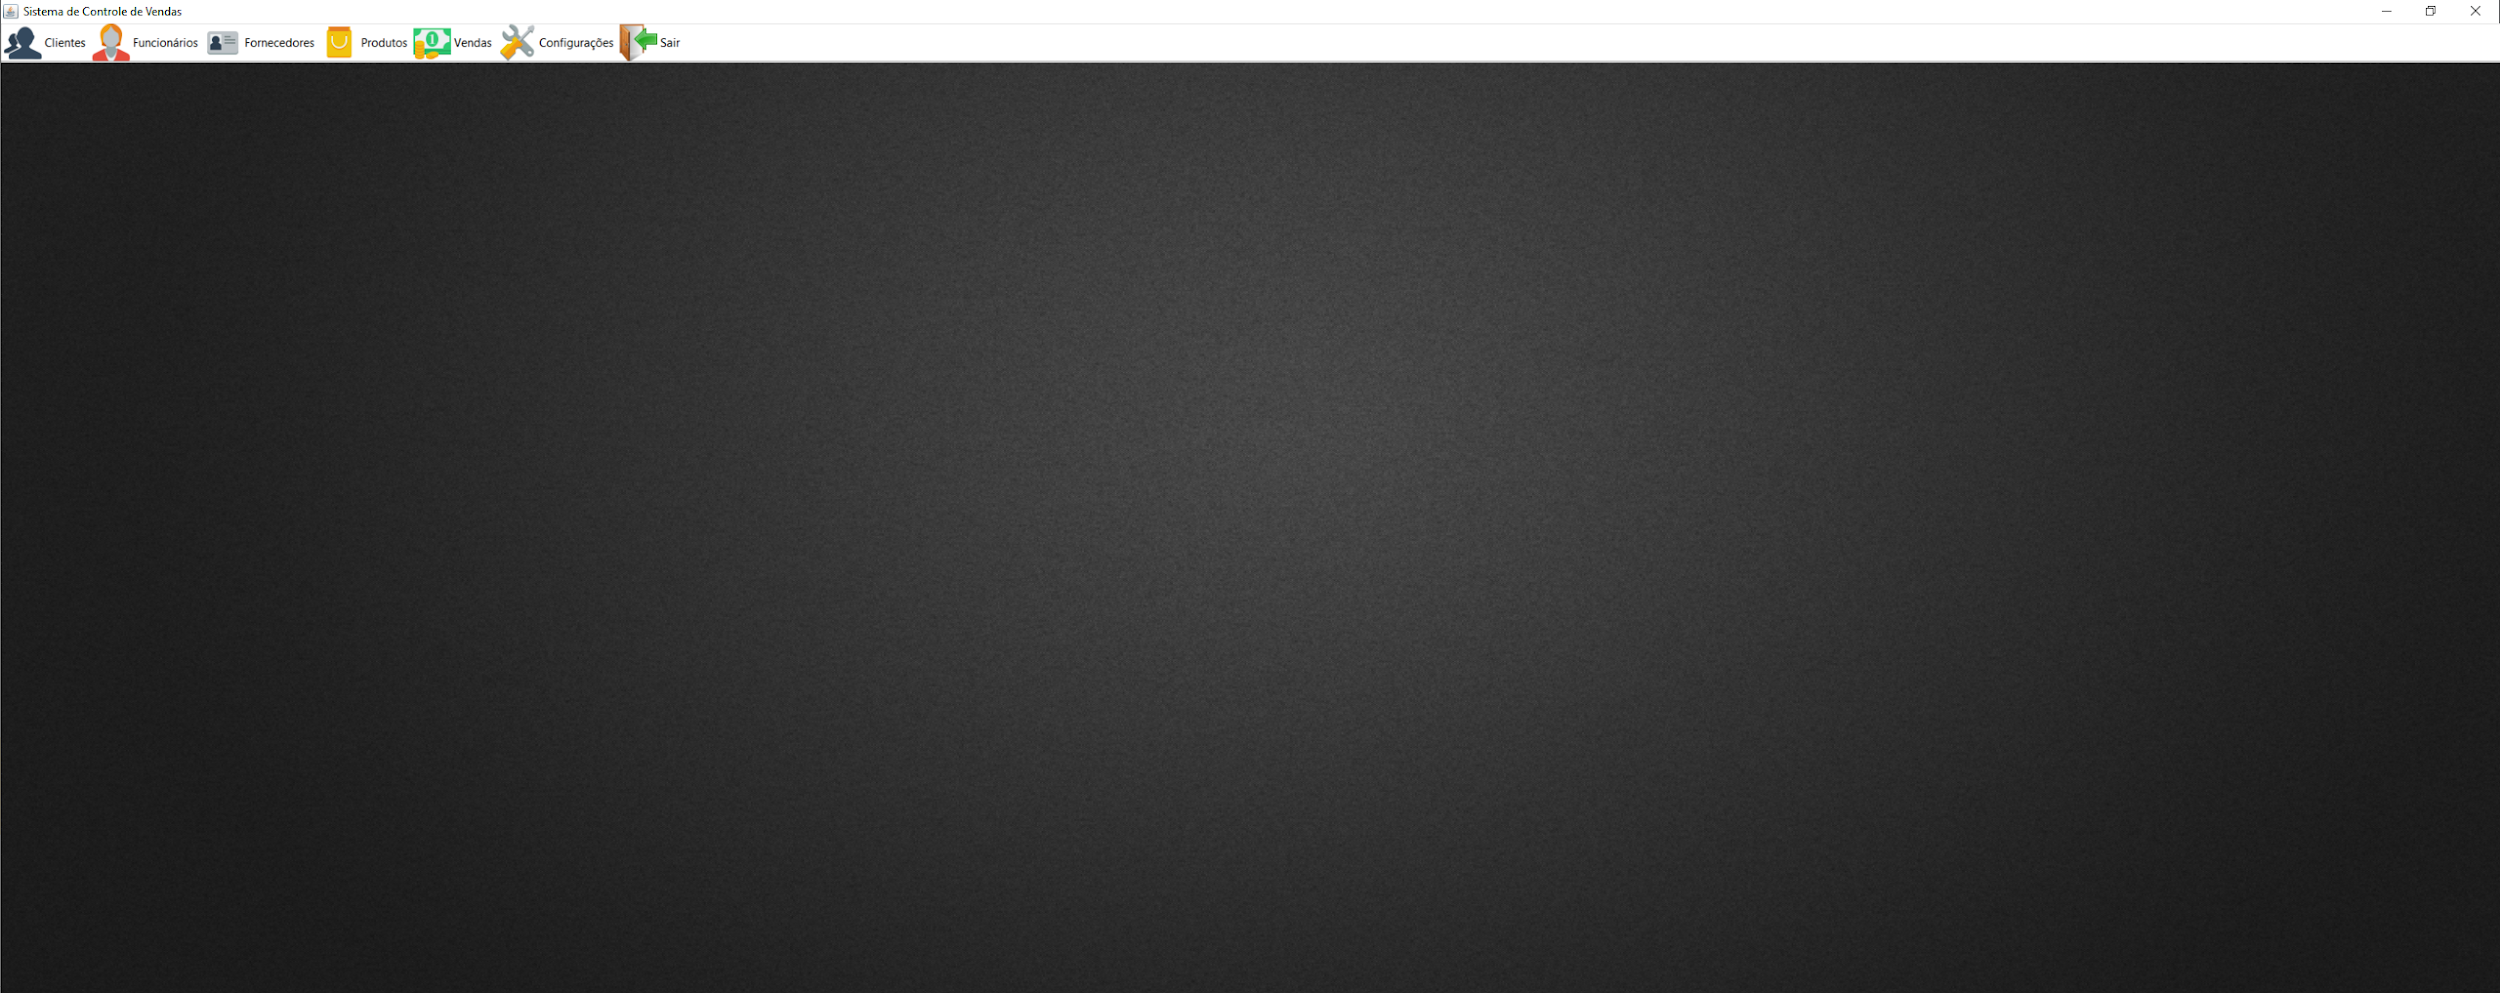 Sistema de Controle de Vendas
Clientes Funcionários Fornecedores Produtos Vendas Configurações Sair